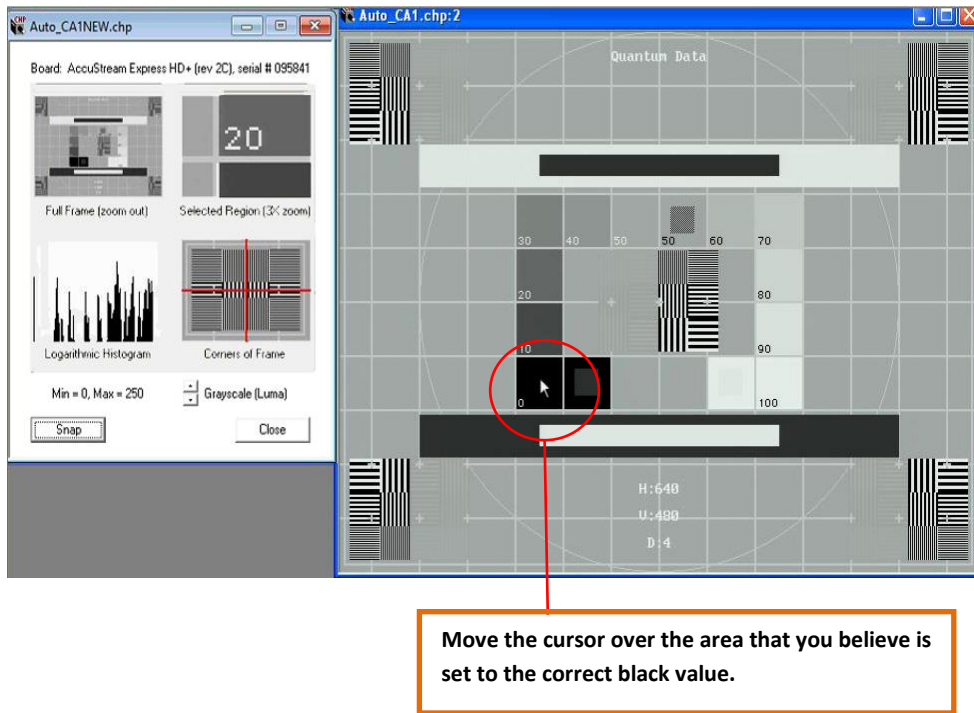 Auto_CA1NEW.chp
Board: AccuStream Express HD+ (rev 2C), serial # 095841
20
Full Frame (zoom out)
Selected Region (3X zoom)
Logarithmic Histogram
Corners of Frame
Min = 0, Max = 250
Grayscale (Luma)
Snap
Close
Auto_CA1.chp:2
Quantum Data
30 40 50 50 60 70
20 80
10 90
0 100
H:640
V:480
D:4
Move the cursor over the area that you believe is
set to the correct black value.